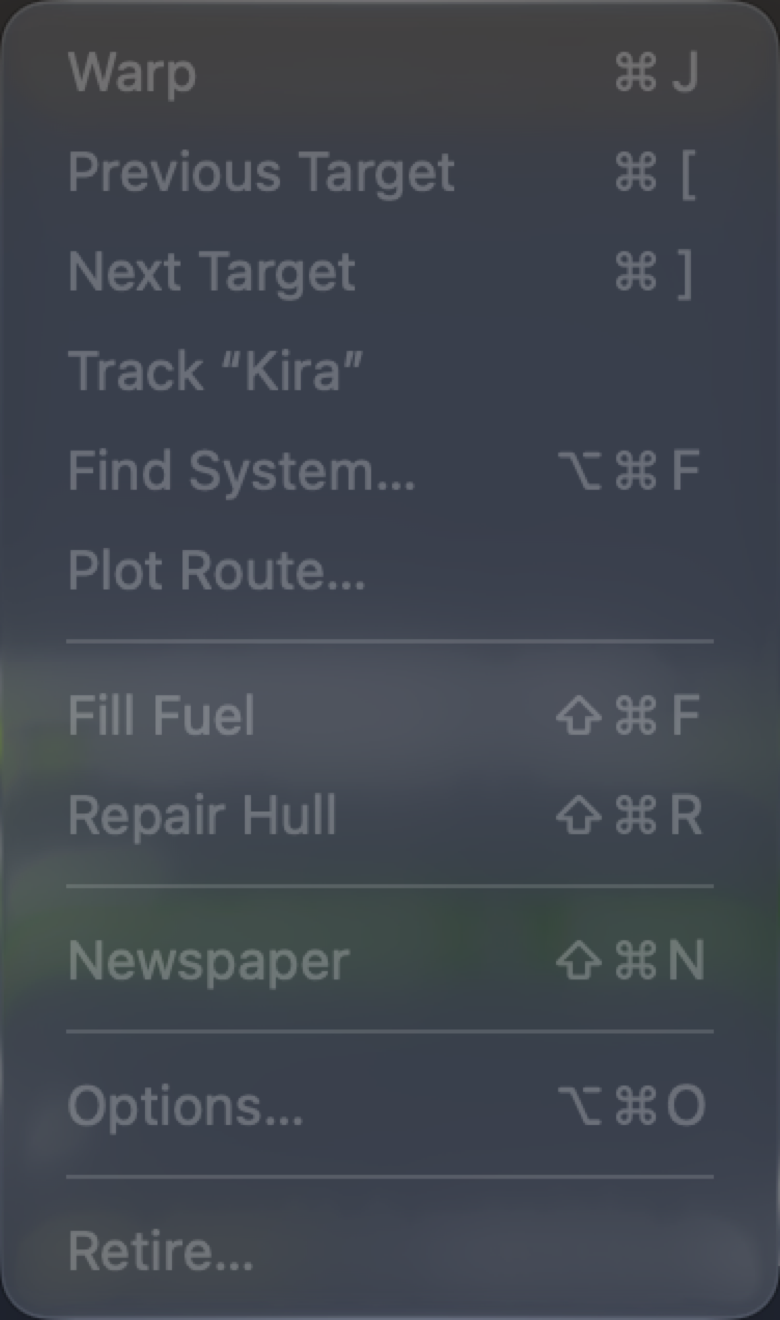 Warp ⌘ J
Previous Target ⌘ [
Next Target ⌘ ]
Track “Kira”
Find System... ⌥ ⌘ F
Plot Route...
Fill Fuel ⇧ ⌘ F
Repair Hull ⇧ ⌘ R
Newspaper ⇧ ⌘ N
Options... ⌥ ⌘ O
Retire...